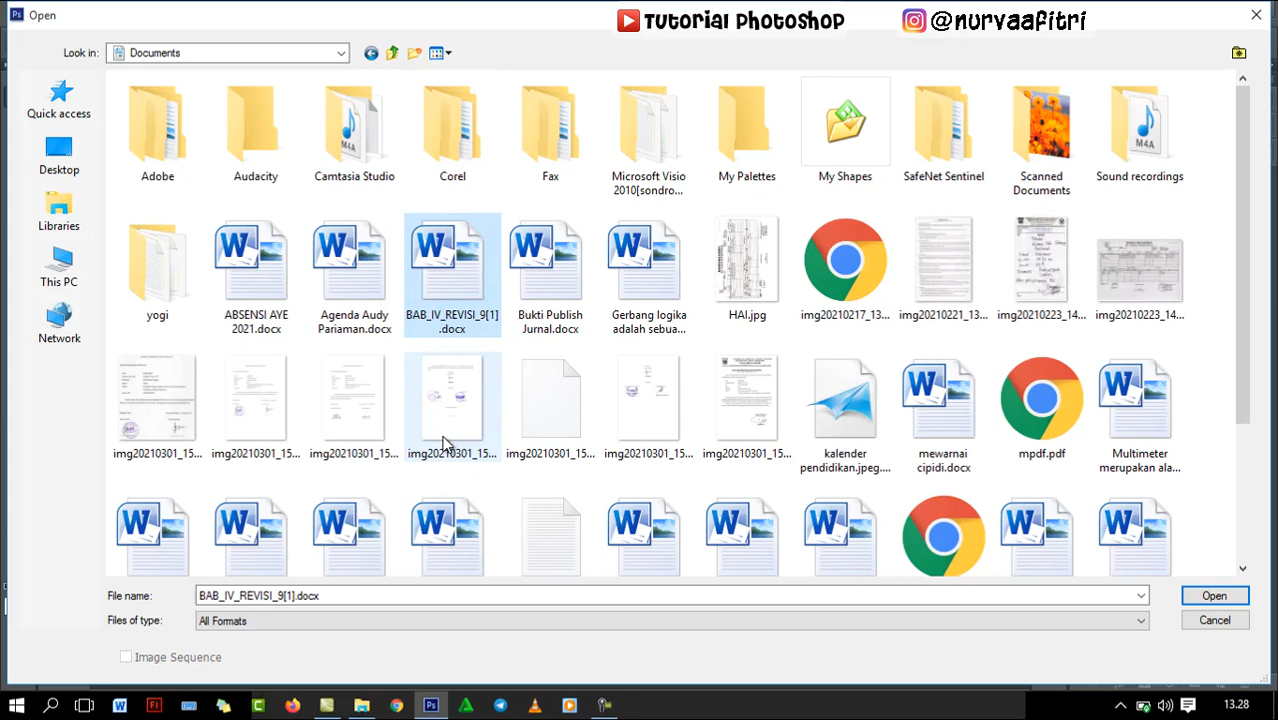 Ps Open
Tutorial Photoshop
@nurvaafitri
Look in: Documents
Quick access
Desktop
Libraries
This PC
Network
Adobe
Audacity
Camtasia Studio
Corel
Fax
Microsoft Visio
2010[sondro...
My Palettes
My Shapes
SafeNet Sentinel
Scanned
Documents
Sound recordings
M4A
M4A
yogi
ABSENSI AYE
2021.docx
Agenda Audy
Pariaman.docx
BAB_IV_REVISI_9[1]
.docx
Bukti Publish
Jurnal.docx
Gerbang logika
adalah sebua...
HAI.jpg
img20210217_13...
img20210221_13...
img20210223_14...
img20210223_14...
img20210301_15...
img20210301_15...
img20210301_15...
img20210301_15...
img20210301_15...
img20210301_15...
img20210301_15...
kalender
pendidikan.jpeg....
mewarnai
cipidi.docx
mpdf.pdf
Multimeter
merupakan ala...
File name: BAB_IV_REVISI_9[1].docx
Open
Files of type: All Formats
Cancel
Image Sequence
13.28